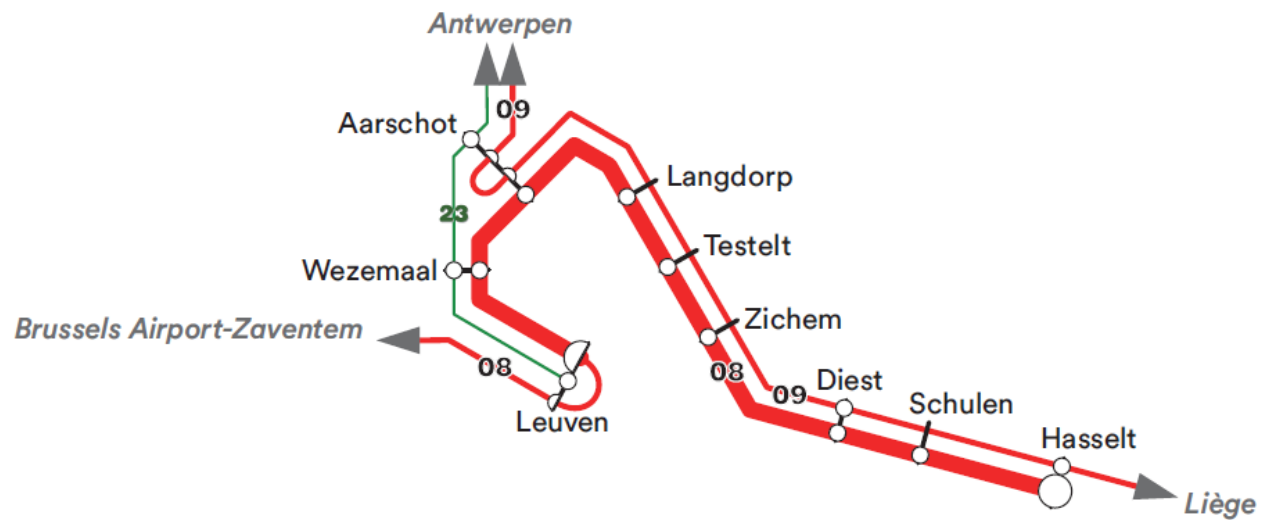 Antwerpen
09
Aarschot
Langdorp
23
Testelt
Wezemaal
Zichem
Brussels Airport-Zaventem
08
08
Diest
09
Schulen
Leuven
Hasselt
Liège